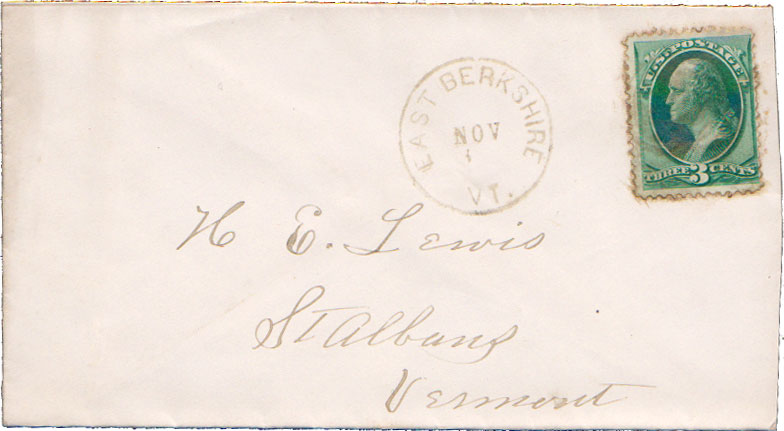 U.S. POSTAGE
THREE 3 CENTS
EAST BERKSHIRE
NOV
VT.
H E. Lewis
St Albans
Vermont